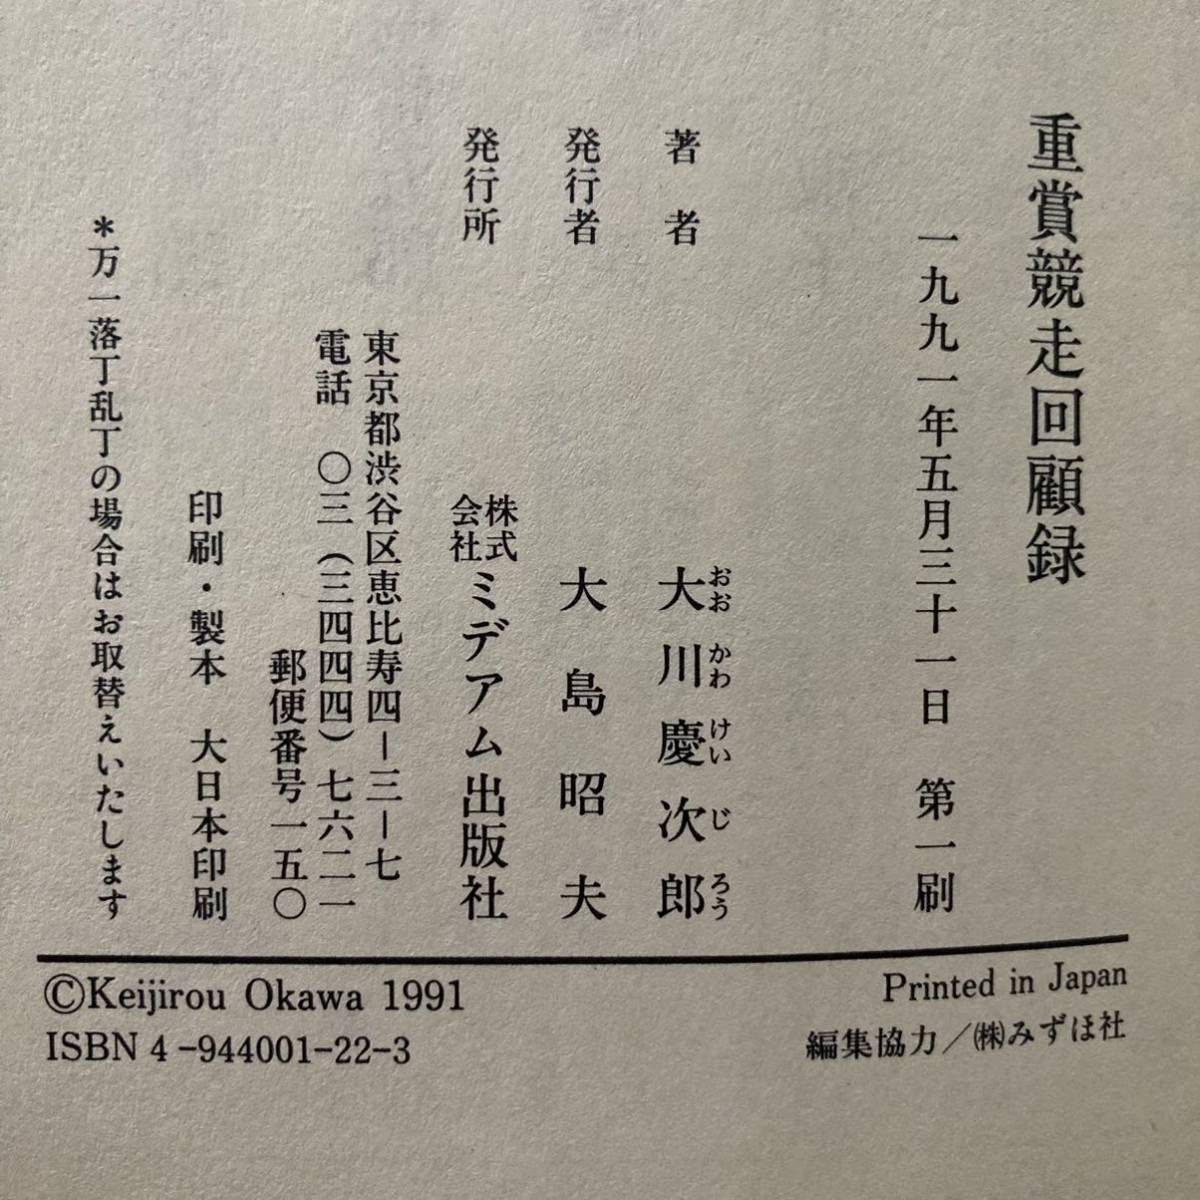 重賞競走回顧録
一九九一年五月三十一日　第一刷
著者　大川慶次郎
おおかわけいじろう
発行者　大島昭夫
発行所　株式会社ミデアム出版社
東京都渋谷区恵比寿四－三－七
電話　〇三（三四四四）七六二一
郵便番号一五〇
印刷・製本　大日本印刷
＊万一落丁乱丁の場合はお取替えいたします
©Keijirou Okawa 1991
ISBN 4-944001-22-3
Printed in Japan
編集協力／㈱みずほ社